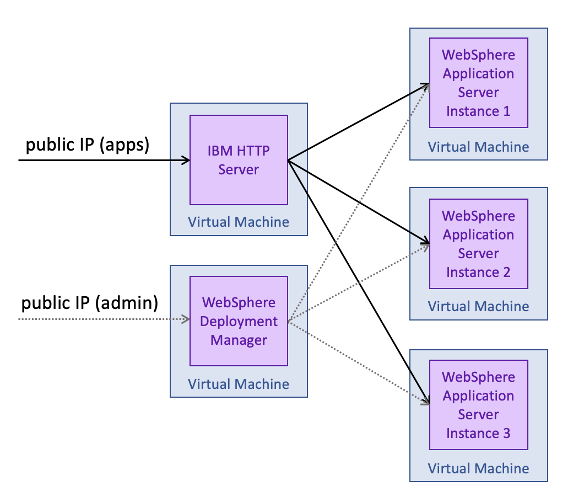 public IP (apps)
IBM HTTP
Server
Virtual Machine
public IP (admin)
WebSphere
Deployment
Manager
Virtual Machine
WebSphere
Application
Server
Instance 1
Virtual Machine
WebSphere
Application
Server
Instance 2
Virtual Machine
WebSphere
Application
Server
Instance 3
Virtual Machine